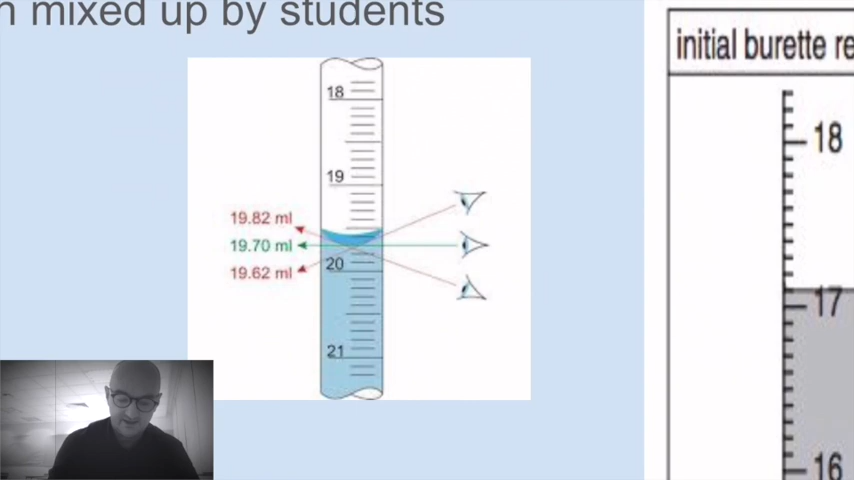 mixed up by students
18
19
19.82 ml
19.70 ml
19.62 ml
20
21
initial burette
18
17
16